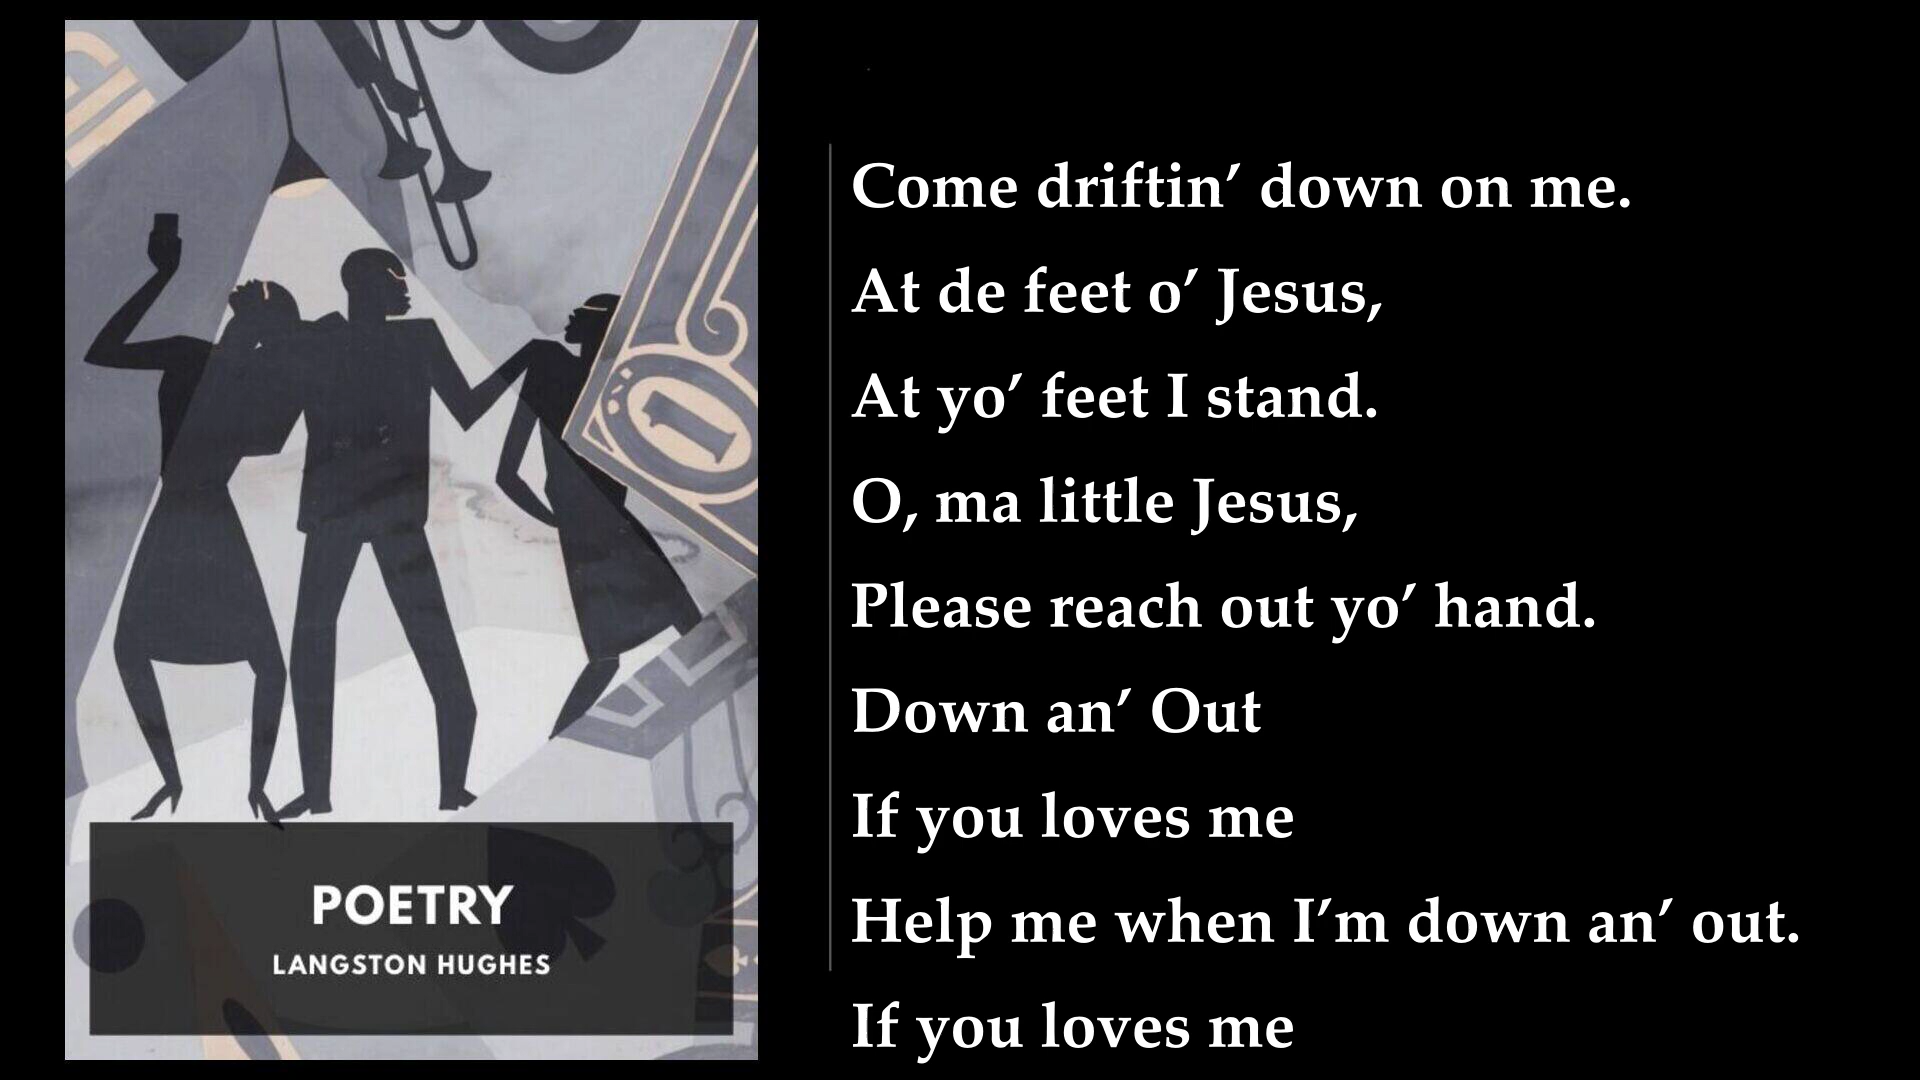 POETRY
LANGSTON HUGHES
Come driftin’ down on me.
At de feet o’ Jesus,
At yo’ feet I stand.
O, ma little Jesus,
Please reach out yo’ hand.
Down an’ Out
If you loves me
Help me when I’m down an’ out.
If you loves me